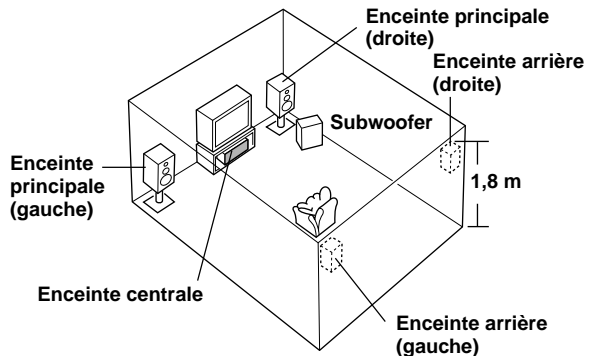 Enceinte principale
(droite)
Enceinte arrière
(droite)
Subwoofer
Enceinte
principale
(gauche)
1,8 m
Enceinte centrale
Enceinte arrière
(gauche)